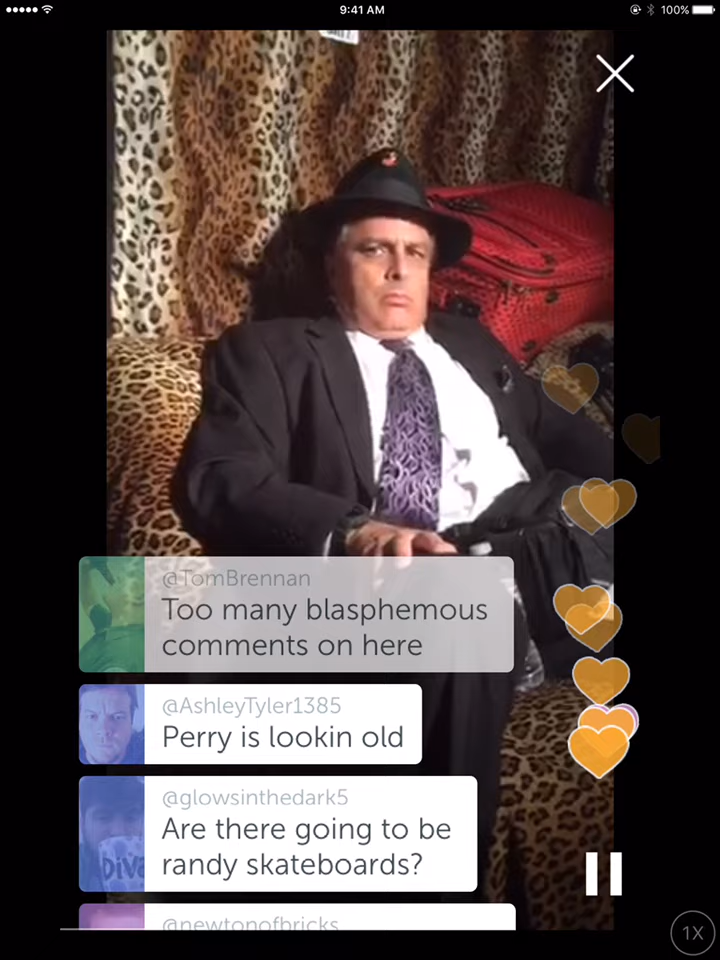 9:41 AM
100%
@TomBrennan
Too many blasphemous
comments on here
@AshleyTyler1385
Perry is lookin old
@glowsinthedark5
Are there going to be
randy skateboards?
@newtonofbricks
1X